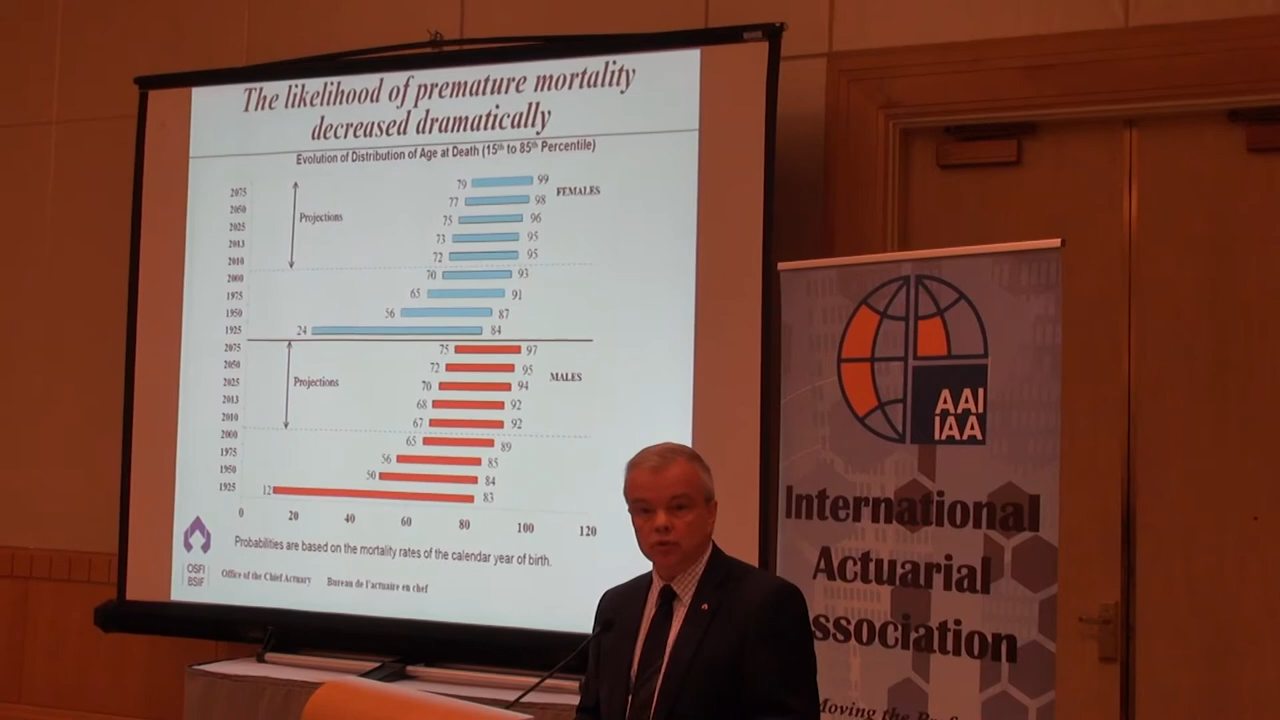 The likelihood of premature mortality
decreased dramatically
Evolution of Distribution of Age at Death (15th to 85th Percentile)
2075 79 99
FEMALES
2050 77 98
Projections
2025 75 96
2013 73 95
2010 72 95
2000 70 93
1975 65 91
1950 56 87
1925 24 84
2075 75 97
2050 72 95
MALES
Projections
2025 70 94
2013 68 92
2010 67 92
2000 65 89
1975 56 85
1950 50 84
1925 12 83
0 20 40 60 80 100 120
Probabilities are based on the mortality rates of the calendar year of birth.
OSFI
BSIF
Office of the Chief Actuary Bureau de l'actuaire en chef
AAI
IAA
International
Actuarial
ssociation
Moving the